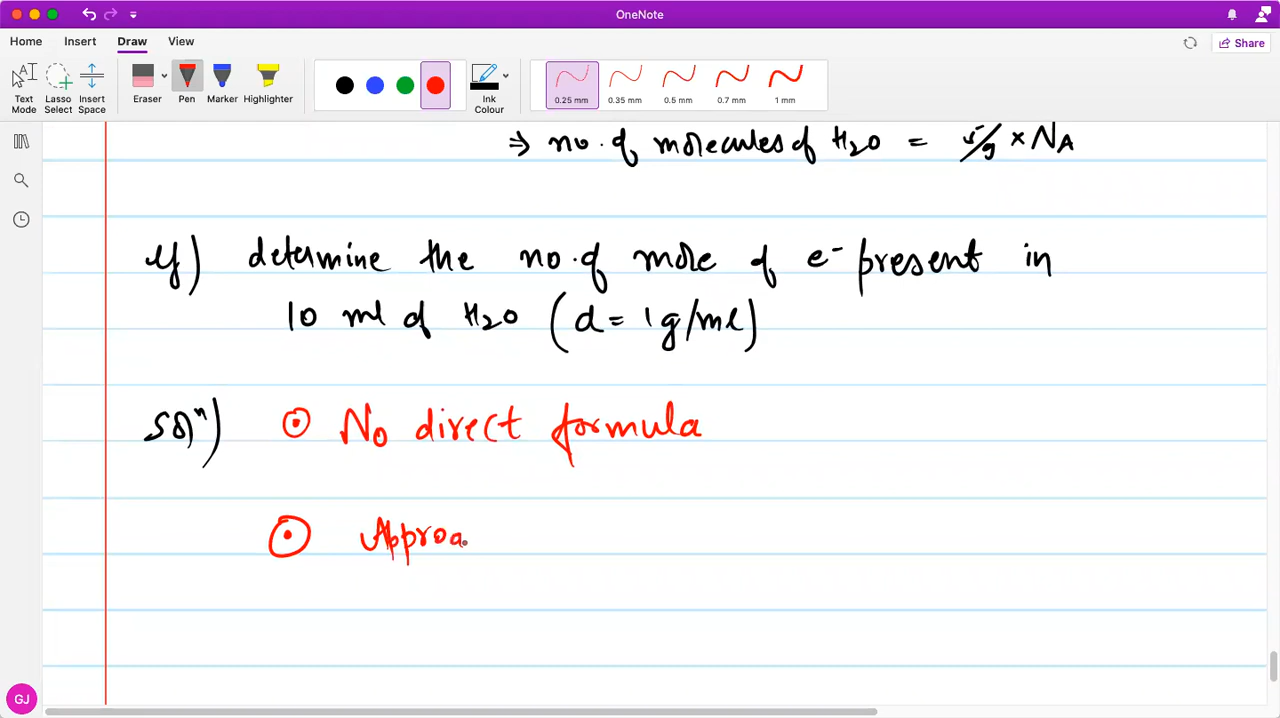 OneNote
Home Insert Draw View Share
Text Mode Lasso Select Insert Space Eraser Pen Marker Highlighter Ink Colour 0.25 mm 0.35 mm 0.5 mm 0.7 mm 1 mm
⇒ no. of molecules of H2O = 5/9 × NA
determine the no. of mole of e- present in
10 ml of H2O (d = 1g/ml)
Solⁿ) ⊙ No direct formula
⊙ Approa
GJ